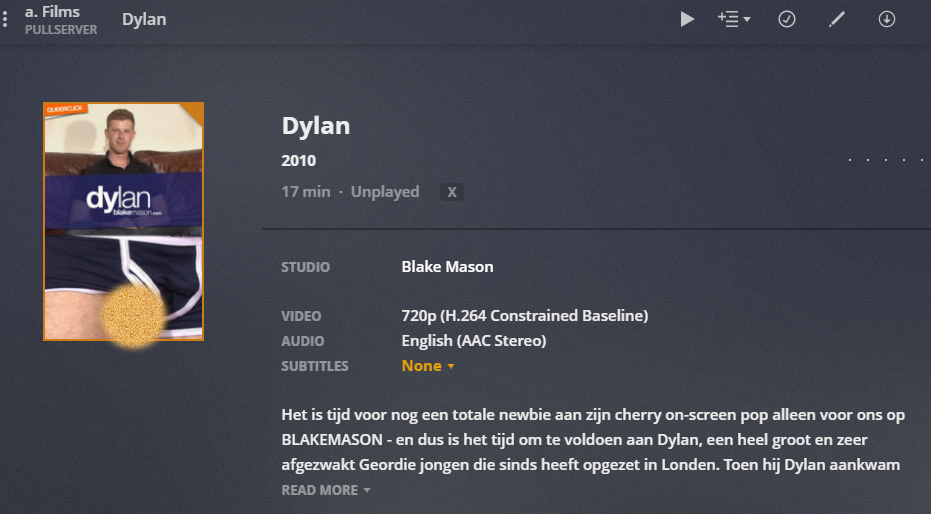 a. Films
PULLSERVER
Dylan
QUEERCLICK
dylan
blakemason.com
Dylan
2010
17 min · Unplayed X
STUDIO Blake Mason
VIDEO 720p (H.264 Constrained Baseline)
AUDIO English (AAC Stereo)
SUBTITLES None
Het is tijd voor nog een totale newbie aan zijn cherry on-screen pop alleen voor ons op
BLAKEMASON - en dus is het tijd om te voldoen aan Dylan, een heel groot en zeer
afgezwakt Geordie jongen die sinds heeft opgezet in Londen. Toen hij Dylan aankwam
READ MORE